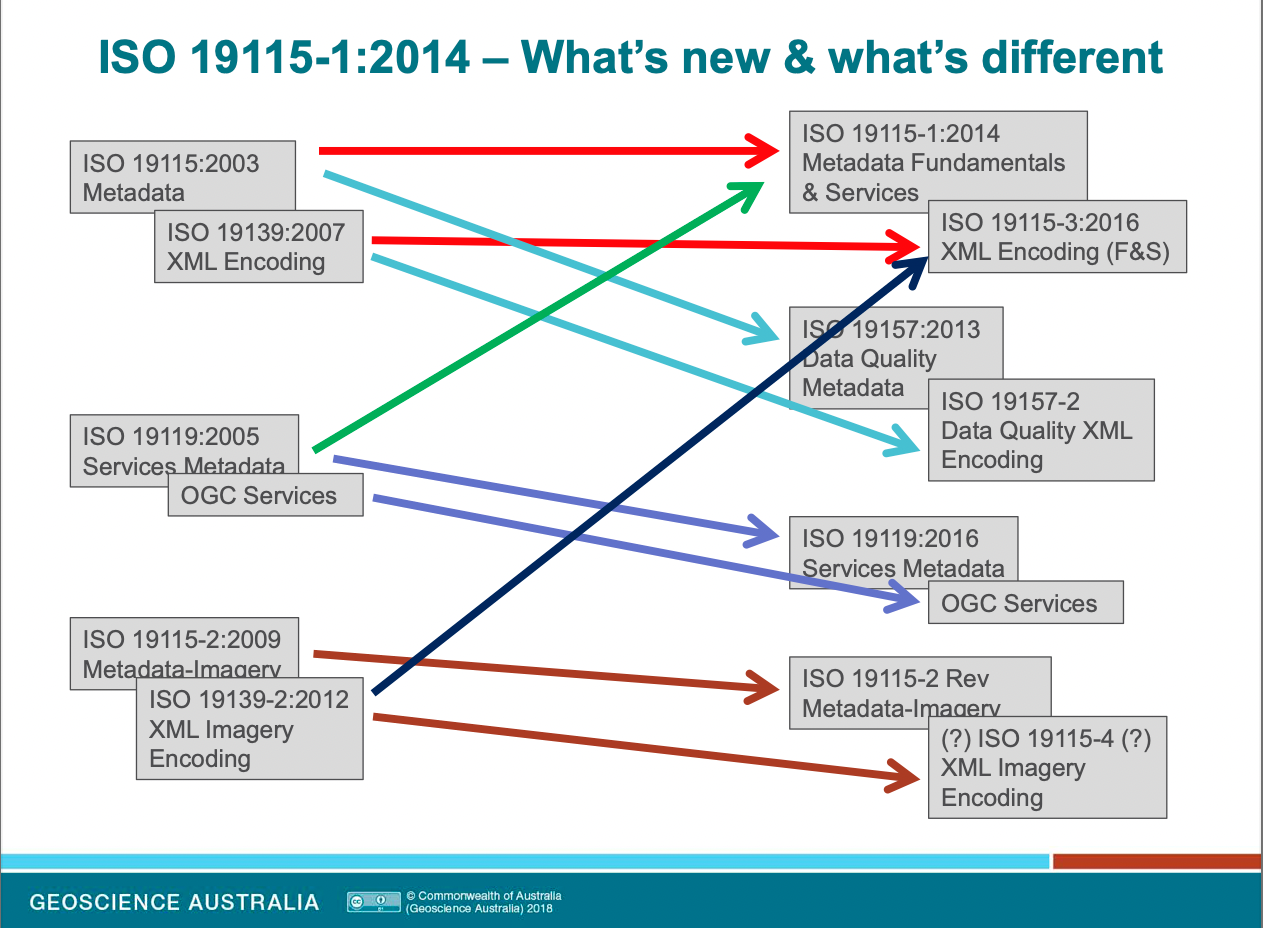 ISO 19115-1:2014 – What's new & what's different
ISO 19115:2003
Metadata
ISO 19139:2007
XML Encoding
ISO 19119:2005
Services Metadata
OGC Services
ISO 19115-2:2009
Metadata-Imagery
ISO 19139-2:2012
XML Imagery
Encoding
ISO 19115-1:2014
Metadata Fundamentals
& Services
ISO 19115-3:2016
XML Encoding (F&S)
ISO 19157:2013
Data Quality
Metadata
ISO 19157-2
Data Quality XML
Encoding
ISO 19119:2016
Services Metadata
OGC Services
ISO 19115-2 Rev
Metadata-Imagery
(?) ISO 19115-4 (?)
XML Imagery
Encoding
GEOSCIENCE AUSTRALIA
cc
BY
© Commonwealth of Australia
(Geoscience Australia) 2018